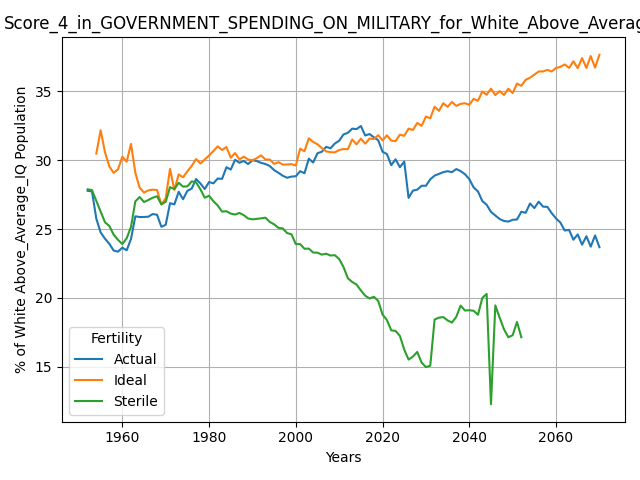 Score_4_in_GOVERNMENT_SPENDING_ON_MILITARY_for_White_Above_Averag
% of White Above_Average_IQ Population
35
30
25
20
15
Fertility
Actual
Ideal
Sterile
1960 1980 2000 2020 2040 2060
Years